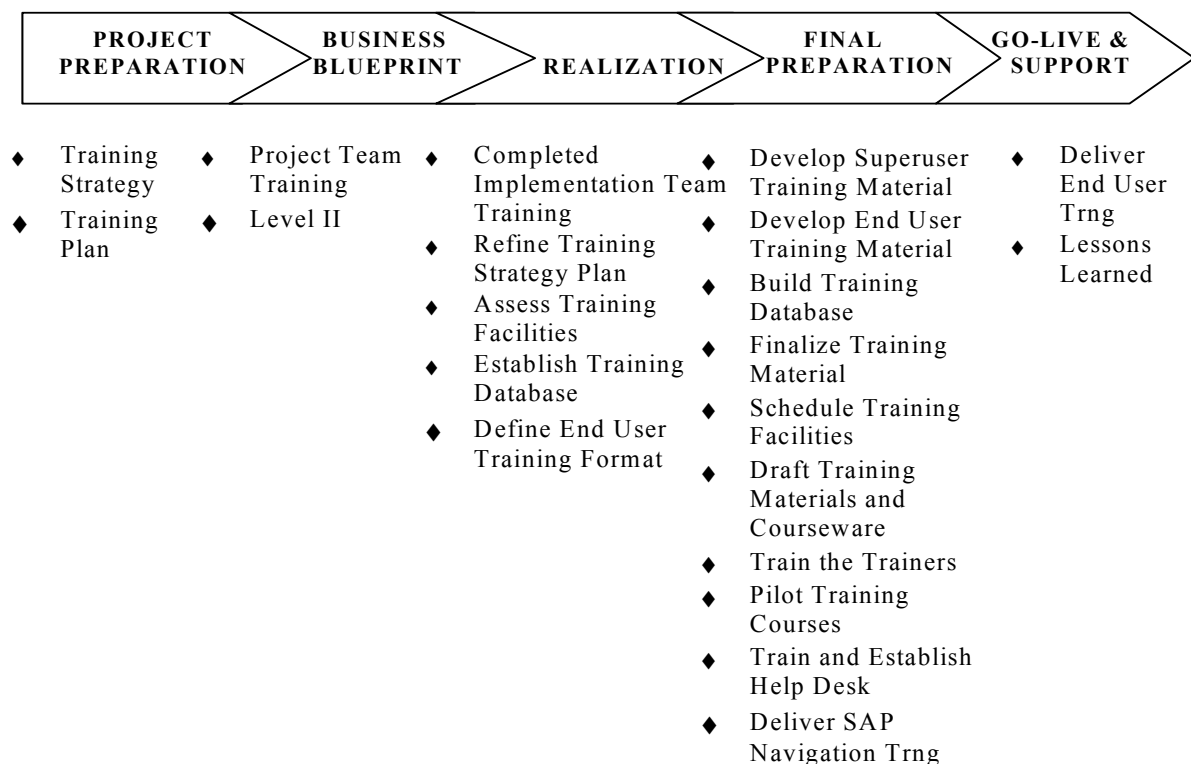 PROJECT
PREPARATION
BUSINESS
BLUEPRINT
REALIZATION
FINAL
PREPARATION
GO-LIVE &
SUPPORT
♦ Training
Strategy
♦ Training
Plan
♦ Project Team
Training
♦ Level II
♦ Completed
Implementation Team
Training
♦ Refine Training
Strategy Plan
♦ Assess Training
Facilities
♦ Establish Training
Database
♦ Define End User
Training Format
♦ Develop Superuser
Training Material
♦ Develop End User
Training Material
♦ Build Training
Database
♦ Finalize Training
Material
♦ Schedule Training
Facilities
♦ Draft Training
Materials and
Courseware
♦ Train the Trainers
♦ Pilot Training
Courses
♦ Train and Establish
Help Desk
♦ Deliver SAP
Navigation Trng
♦ Deliver
End User
Trng
♦ Lessons
Learned